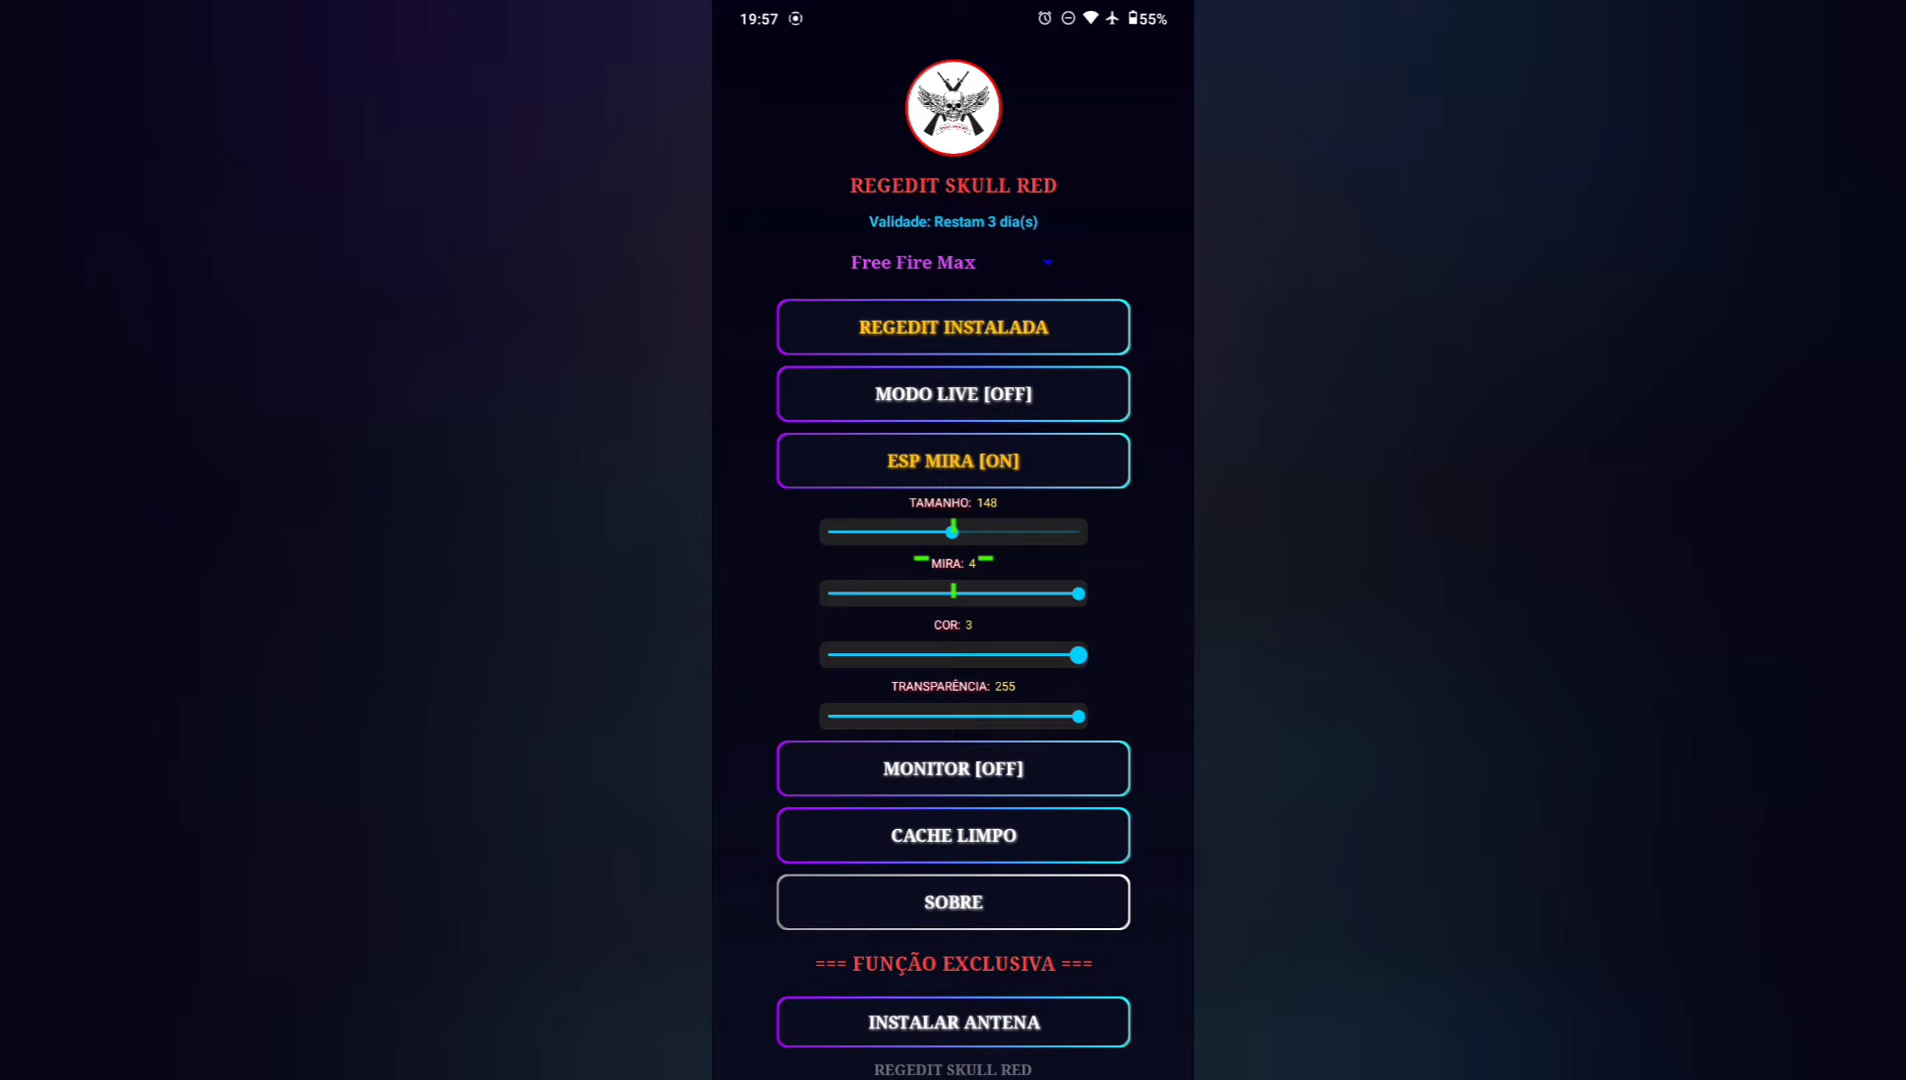 19:57
55%
REGEDIT SKULL RED
Validade: Restam 3 dia(s)
Free Fire Max
REGEDIT INSTALADA
MODO LIVE [OFF]
ESP MIRA [ON]
TAMANHO: 148
MIRA: 4
COR: 3
TRANSPARÊNCIA: 255
MONITOR [OFF]
CACHE LIMPO
SOBRE
=== FUNÇÃO EXCLUSIVA ===
INSTALAR ANTENA
REGEDIT SKULL RED